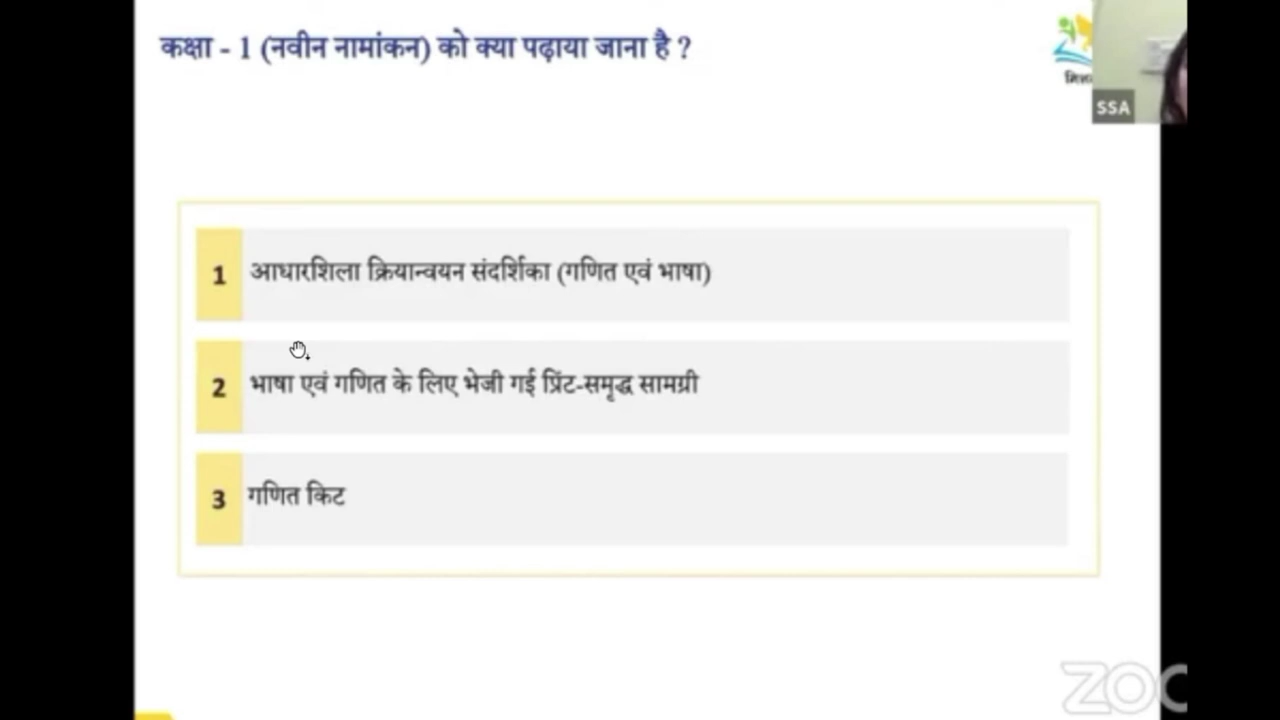 कक्षा - 1 (नवीन नामांकन) को क्या पढ़ाया जाना है ?
SSA
1 आधारशिला क्रियान्वयन संदर्शिका (गणित एवं भाषा)
2 भाषा एवं गणित के लिए भेजी गई प्रिंट-समृद्ध सामग्री
3 गणित किट